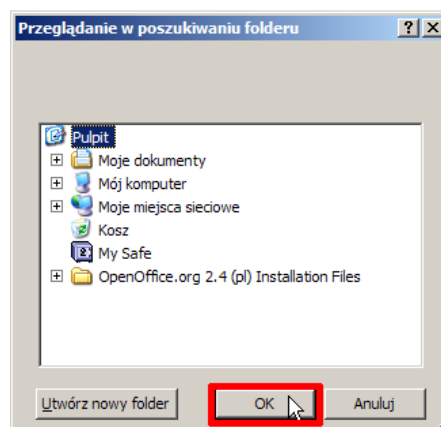 Przeglądanie w poszukiwaniu folderu
Pulpit
Moje dokumenty
Mój komputer
Moje miejsca sieciowe
Kosz
My Safe
OpenOffice.org 2.4 (pl) Installation Files
Utwórz nowy folder OK Anuluj